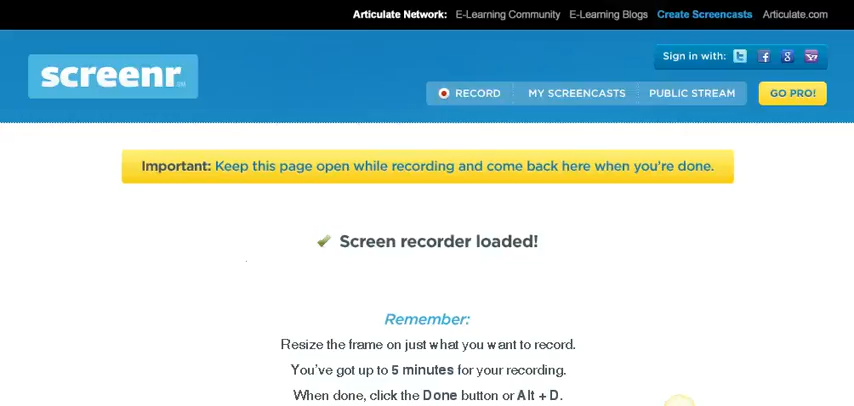 Articulate Network: E-Learning Community E-Learning Blogs Create Screencasts Articulate.com
Sign in with:
screenr
RECORD MY SCREENCASTS PUBLIC STREAM GO PRO!
Important: Keep this page open while recording and come back here when you're done.
Screen recorder loaded!
Remember:
Resize the frame on just what you want to record.
You've got up to 5 minutes for your recording.
When done, click the Done button or Alt + D.